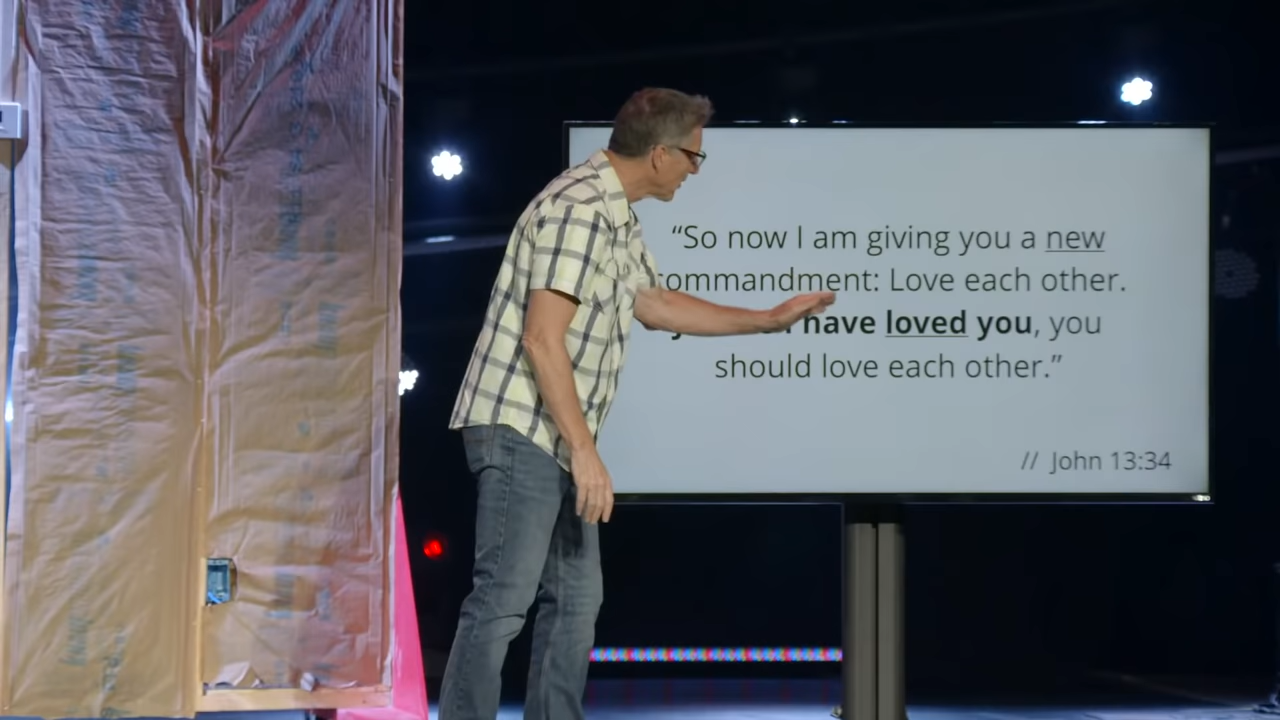 “So now I am giving you a new
commandment: Love each other.
have loved you, you
should love each other.”
// John 13:34